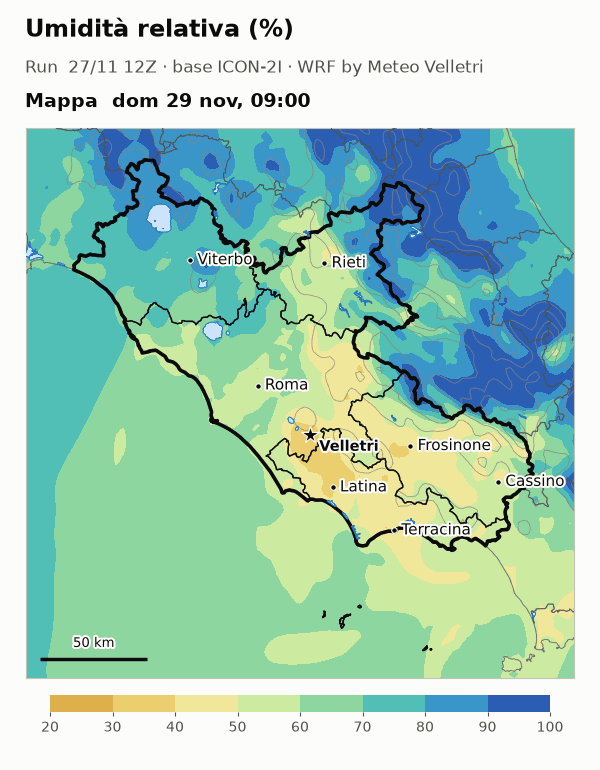 Umidità relativa (%)
Run  27/11 12Z · base ICON-2I · WRF by Meteo Velletri
Mappa  dom 29 nov, 09:00
Viterbo
Rieti
Roma
Velletri
Frosinone
Latina
Cassino
Terracina
50 km
20 30 40 50 60 70 80 90 100